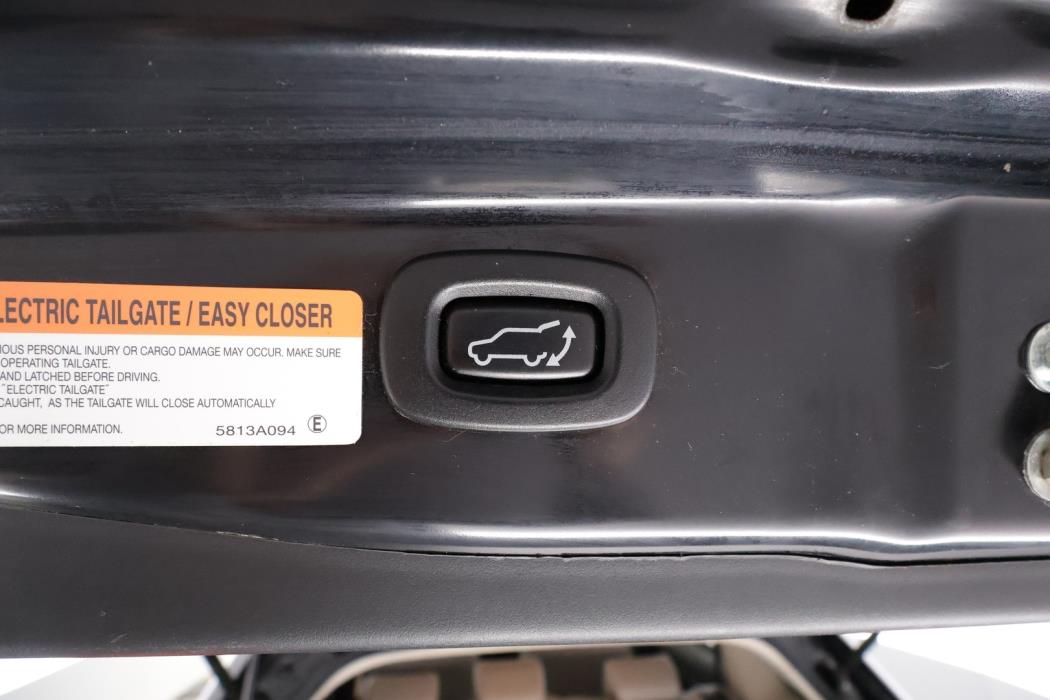 LECTRIC TAILGATE / EASY CLOSER
IOUS PERSONAL INJURY OR CARGO DAMAGE MAY OCCUR. MAKE SURE
OPERATING TAILGATE.
AND LATCHED BEFORE DRIVING.
"ELECTRIC TAILGATE"
CAUGHT, AS THE TAILGATE WILL CLOSE AUTOMATICALLY
OR MORE INFORMATION.
5813A094 Ⓔ